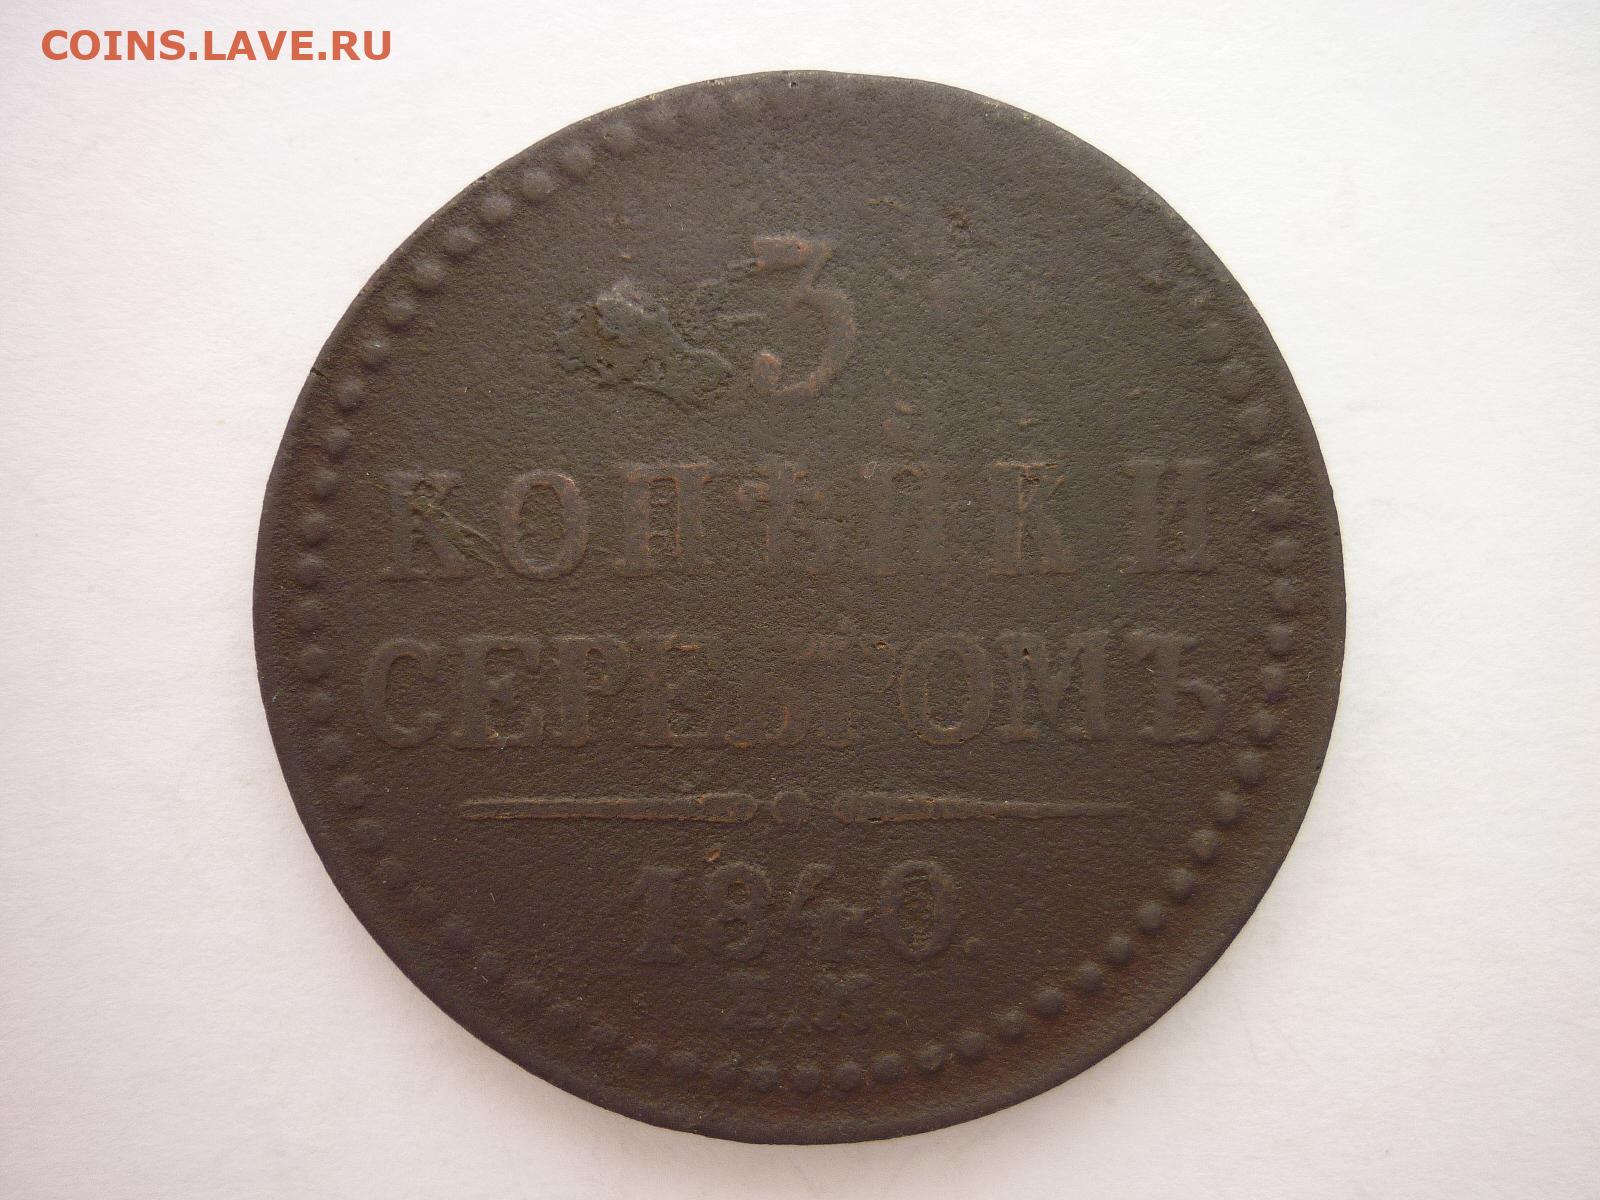 COINS.LAVE.RU
3
КОПѢЙКИ
СЕРЕБРОМЪ
1840.